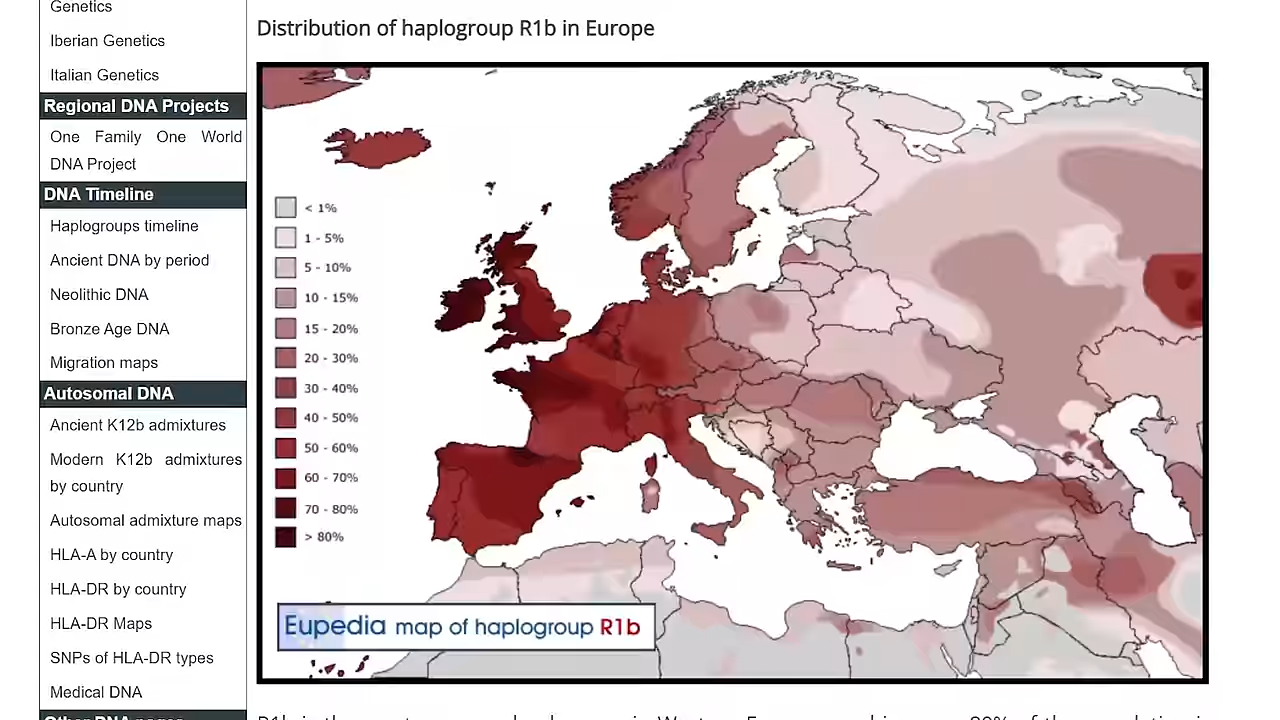 Genetics
Iberian Genetics
Italian Genetics
Regional DNA Projects
One Family One World
DNA Project
DNA Timeline
Haplogroups timeline
Ancient DNA by period
Neolithic DNA
Bronze Age DNA
Migration maps
Autosomal DNA
Ancient K12b admixtures
Modern K12b admixtures
by country
Autosomal admixture maps
HLA-A by country
HLA-DR by country
HLA-DR Maps
SNPs of HLA-DR types
Medical DNA
Other DNA pages
Distribution of haplogroup R1b in Europe
< 1%
1 - 5%
5 - 10%
10 - 15%
15 - 20%
20 - 30%
30 - 40%
40 - 50%
50 - 60%
60 - 70%
70 - 80%
> 80%
Eupedia map of haplogroup R1b